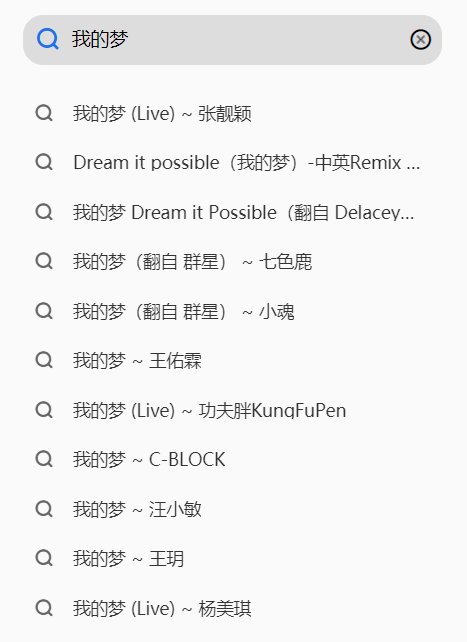 我的梦
我的梦 (Live) ~ 张靓颖
Dream it possible（我的梦）-中英Remix ...
我的梦 Dream it Possible（翻自 Delacey...
我的梦（翻自 群星） ~ 七色鹿
我的梦（翻自 群星） ~ 小魂
我的梦 ~ 王佑霖
我的梦 (Live) ~ 功夫胖KungFuPen
我的梦 ~ C-BLOCK
我的梦 ~ 汪小敏
我的梦 ~ 王玥
我的梦 (Live) ~ 杨美琪